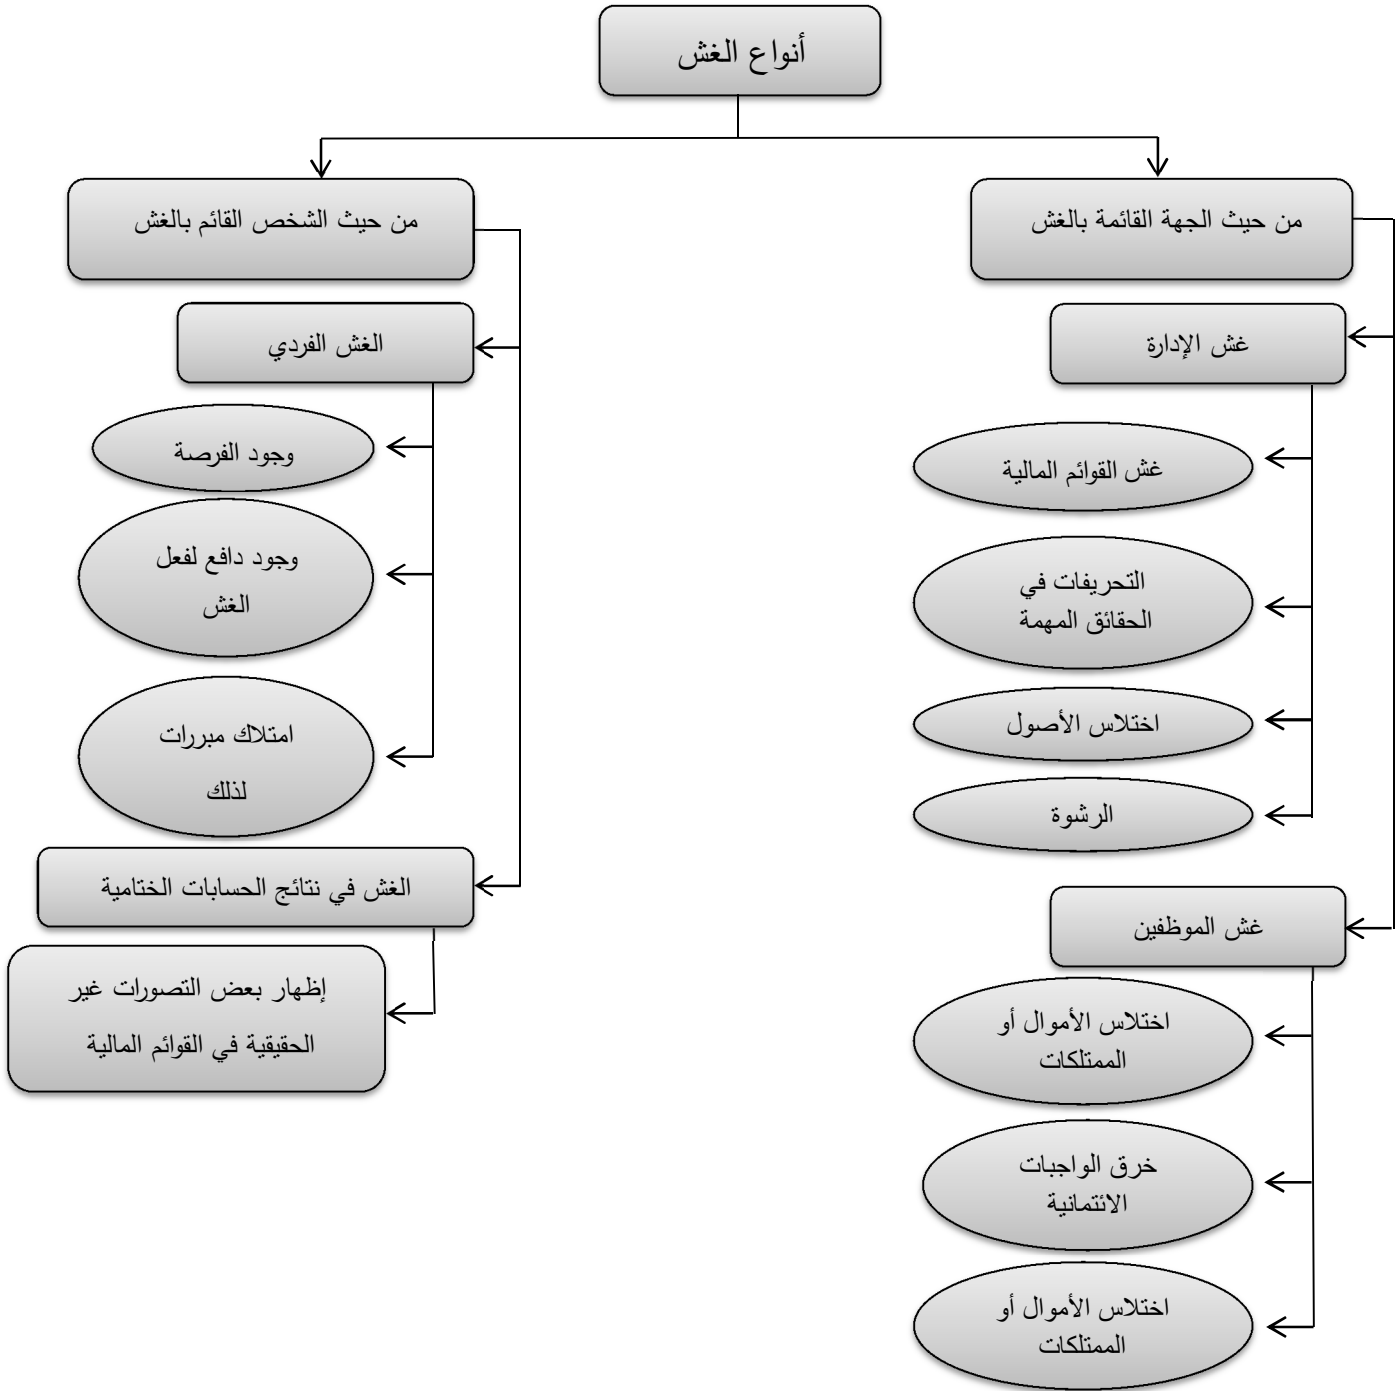 أنواع الغش
من حيث الجهة القائمة بالغش
غش الإدارة
غش القوائم المالية
التحريفات في
الحقائق المهمة
اختلاس الأصول
الرشوة
غش الموظفين
اختلاس الأموال أو
الممتلكات
خرق الواجبات
الائتمانية
اختلاس الأموال أو
الممتلكات
من حيث الشخص القائم بالغش
الغش الفردي
وجود الفرصة
وجود دافع لفعل
الغش
امتلاك مبررات
لذلك
الغش في نتائج الحسابات الختامية
إظهار بعض التصورات غير
الحقيقية في القوائم المالية